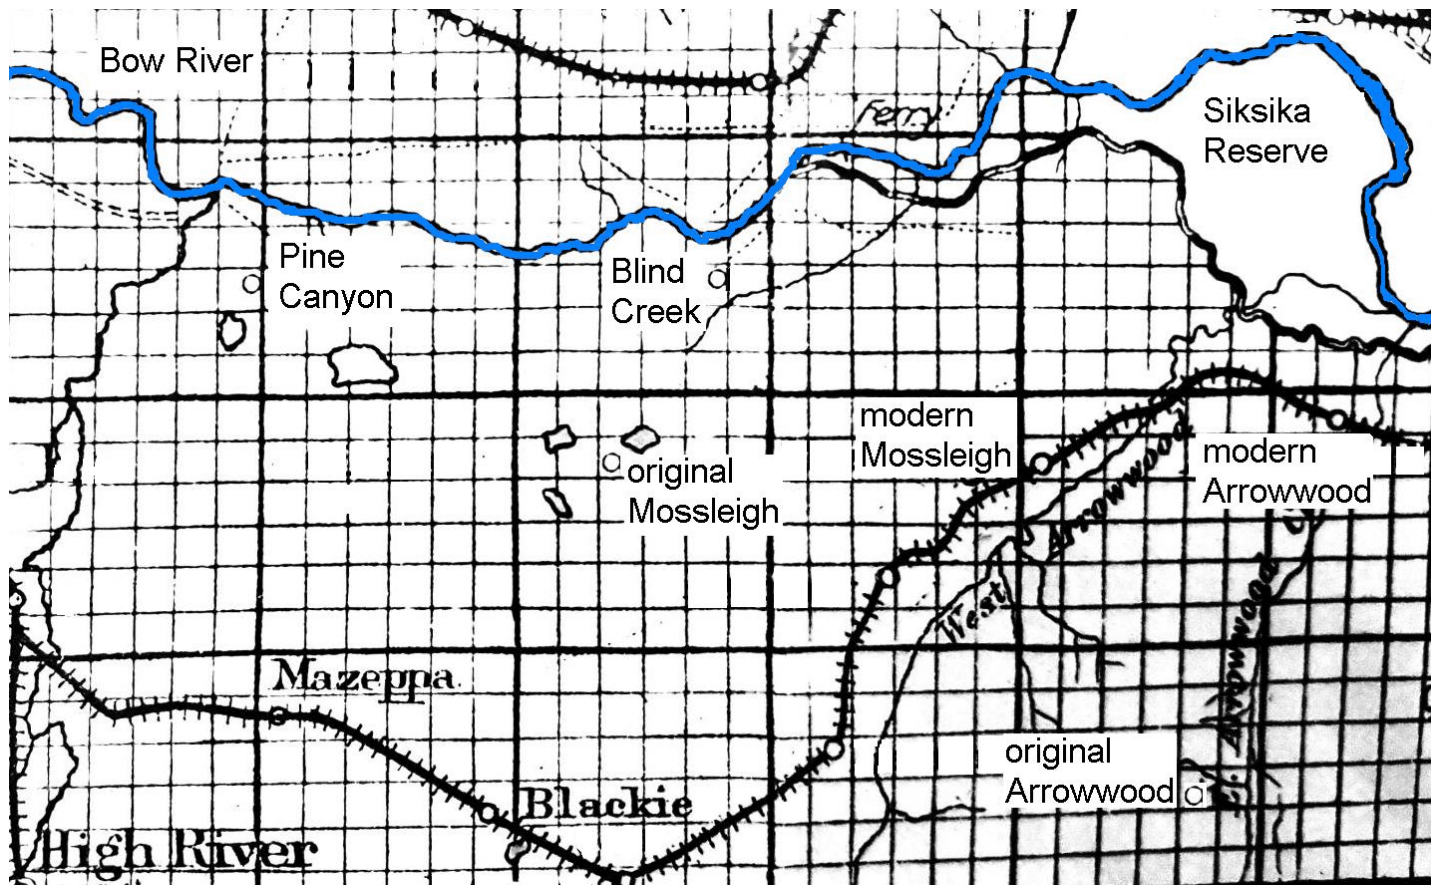 Bow River
Ferry
Siksika
Reserve
Pine
Canyon
Blind
Creek
modern
Mossleigh
original
Mossleigh
modern
Arrowwood
Arrowwood
West
Arrowwood
E.
Mazeppa
original
Arrowwood
Blackie
High River